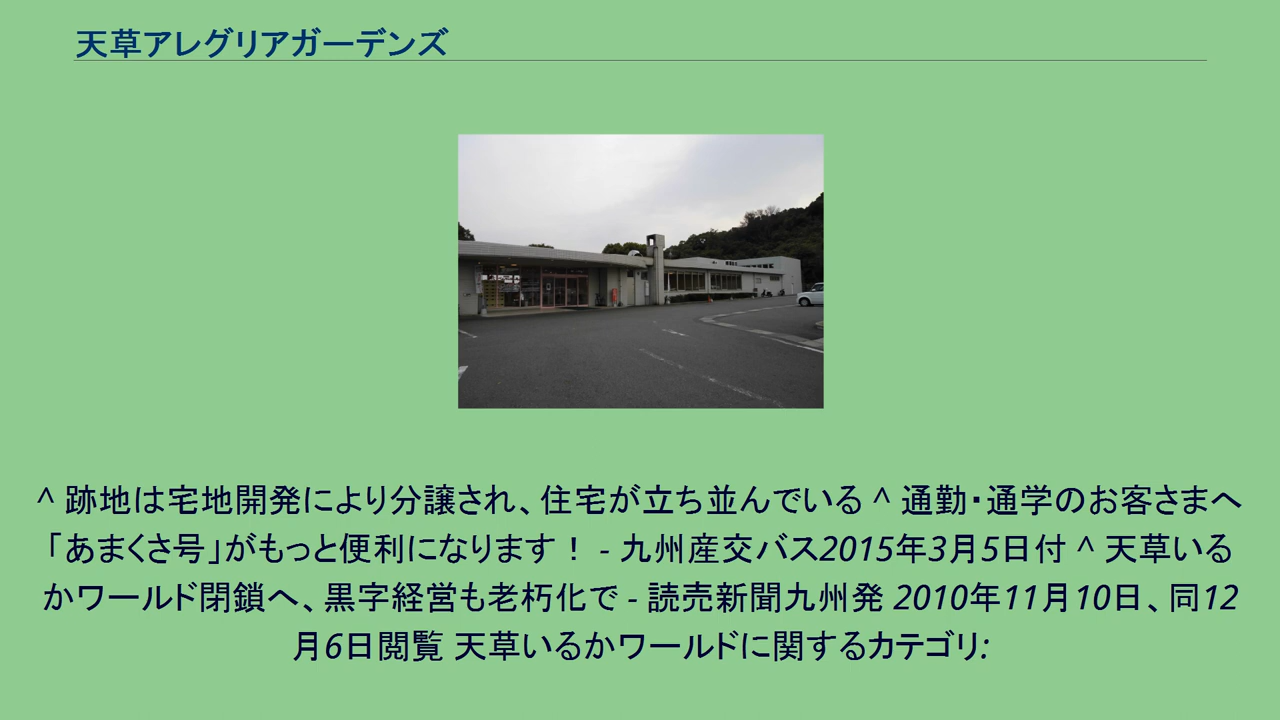 天草アレグリアガーデンズ
^ 跡地は宅地開発により分譲され、住宅が立ち並んでいる ^ 通勤・通学のお客さまへ
「あまくさ号」がもっと便利になります！ - 九州産交バス2015年3月5日付 ^ 天草いる
かワールド閉鎖へ、黒字経営も老朽化で - 読売新聞九州発 2010年11月10日、同12
月6日閲覧 天草いるかワールドに関するカテゴリ: